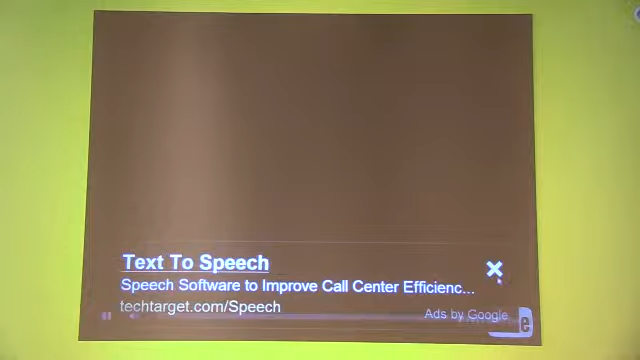 Text To Speech
Speech Software to Improve Call Center Efficienc...
techtarget.com/Speech
Ads by Google